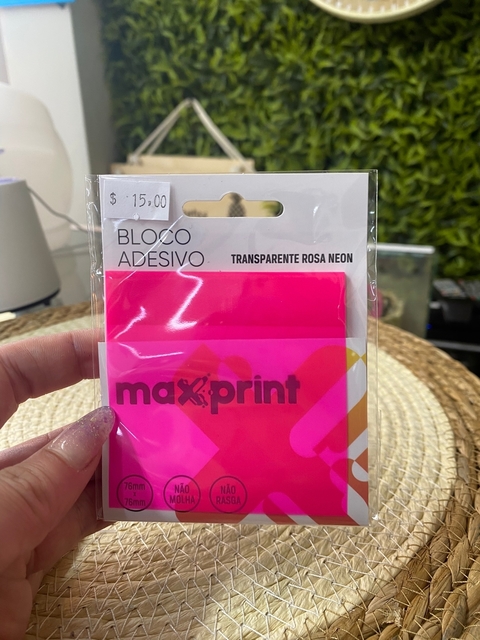 $ 15,00
BLOCO
ADESIVO
TRANSPARENTE ROSA NEON
maxprint
76mm
x
76mm
NÃO
MOLHA
NÃO
RASGA